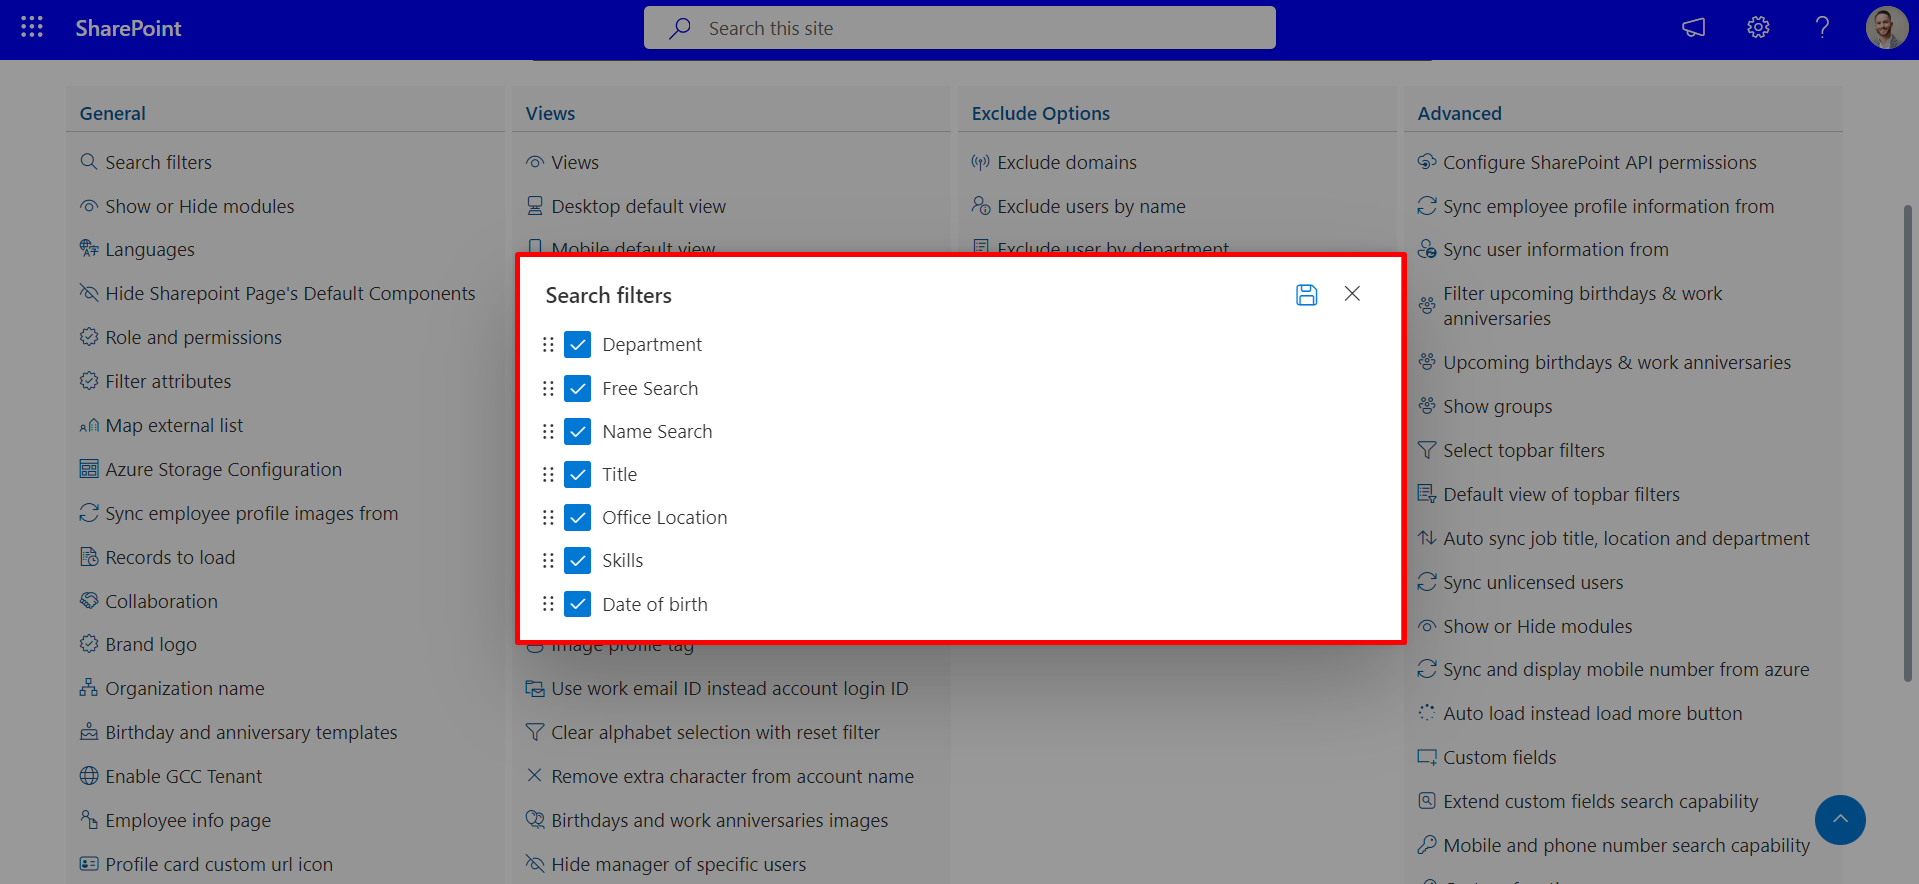 SharePoint
Search this site
General
Search filters
Show or Hide modules
Languages
Hide Sharepoint Page's Default Components
Role and permissions
Filter attributes
Map external list
Azure Storage Configuration
Sync employee profile images from
Records to load
Collaboration
Brand logo
Organization name
Birthday and anniversary templates
Enable GCC Tenant
Employee info page
Profile card custom url icon
Views
Views
Desktop default view
Mobile default view
Image profile tag
Use work email ID instead account login ID
Clear alphabet selection with reset filter
Remove extra character from account name
Birthdays and work anniversaries images
Hide manager of specific users
Exclude Options
Exclude domains
Exclude users by name
Exclude user by department
Advanced
Configure SharePoint API permissions
Sync employee profile information from
Sync user information from
Filter upcoming birthdays & work
anniversaries
Upcoming birthdays & work anniversaries
Show groups
Select topbar filters
Default view of topbar filters
Auto sync job title, location and department
Sync unlicensed users
Show or Hide modules
Sync and display mobile number from azure
Auto load instead load more button
Custom fields
Extend custom fields search capability
Mobile and phone number search capability
Search filters
Department
Free Search
Name Search
Title
Office Location
Skills
Date of birth